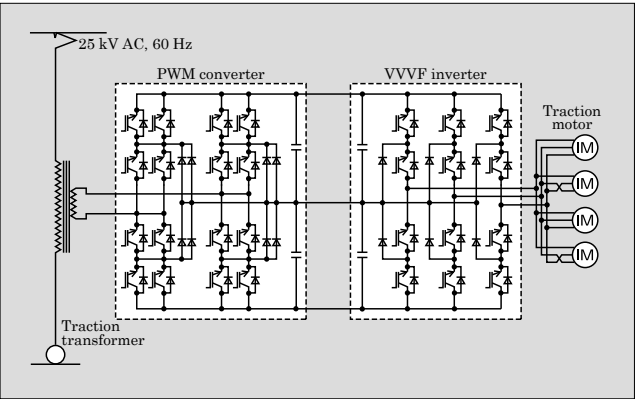 25 kV AC, 60 Hz
PWM converter
VVVF inverter
Traction
motor
IM
IM
IM
IM
Traction
transformer